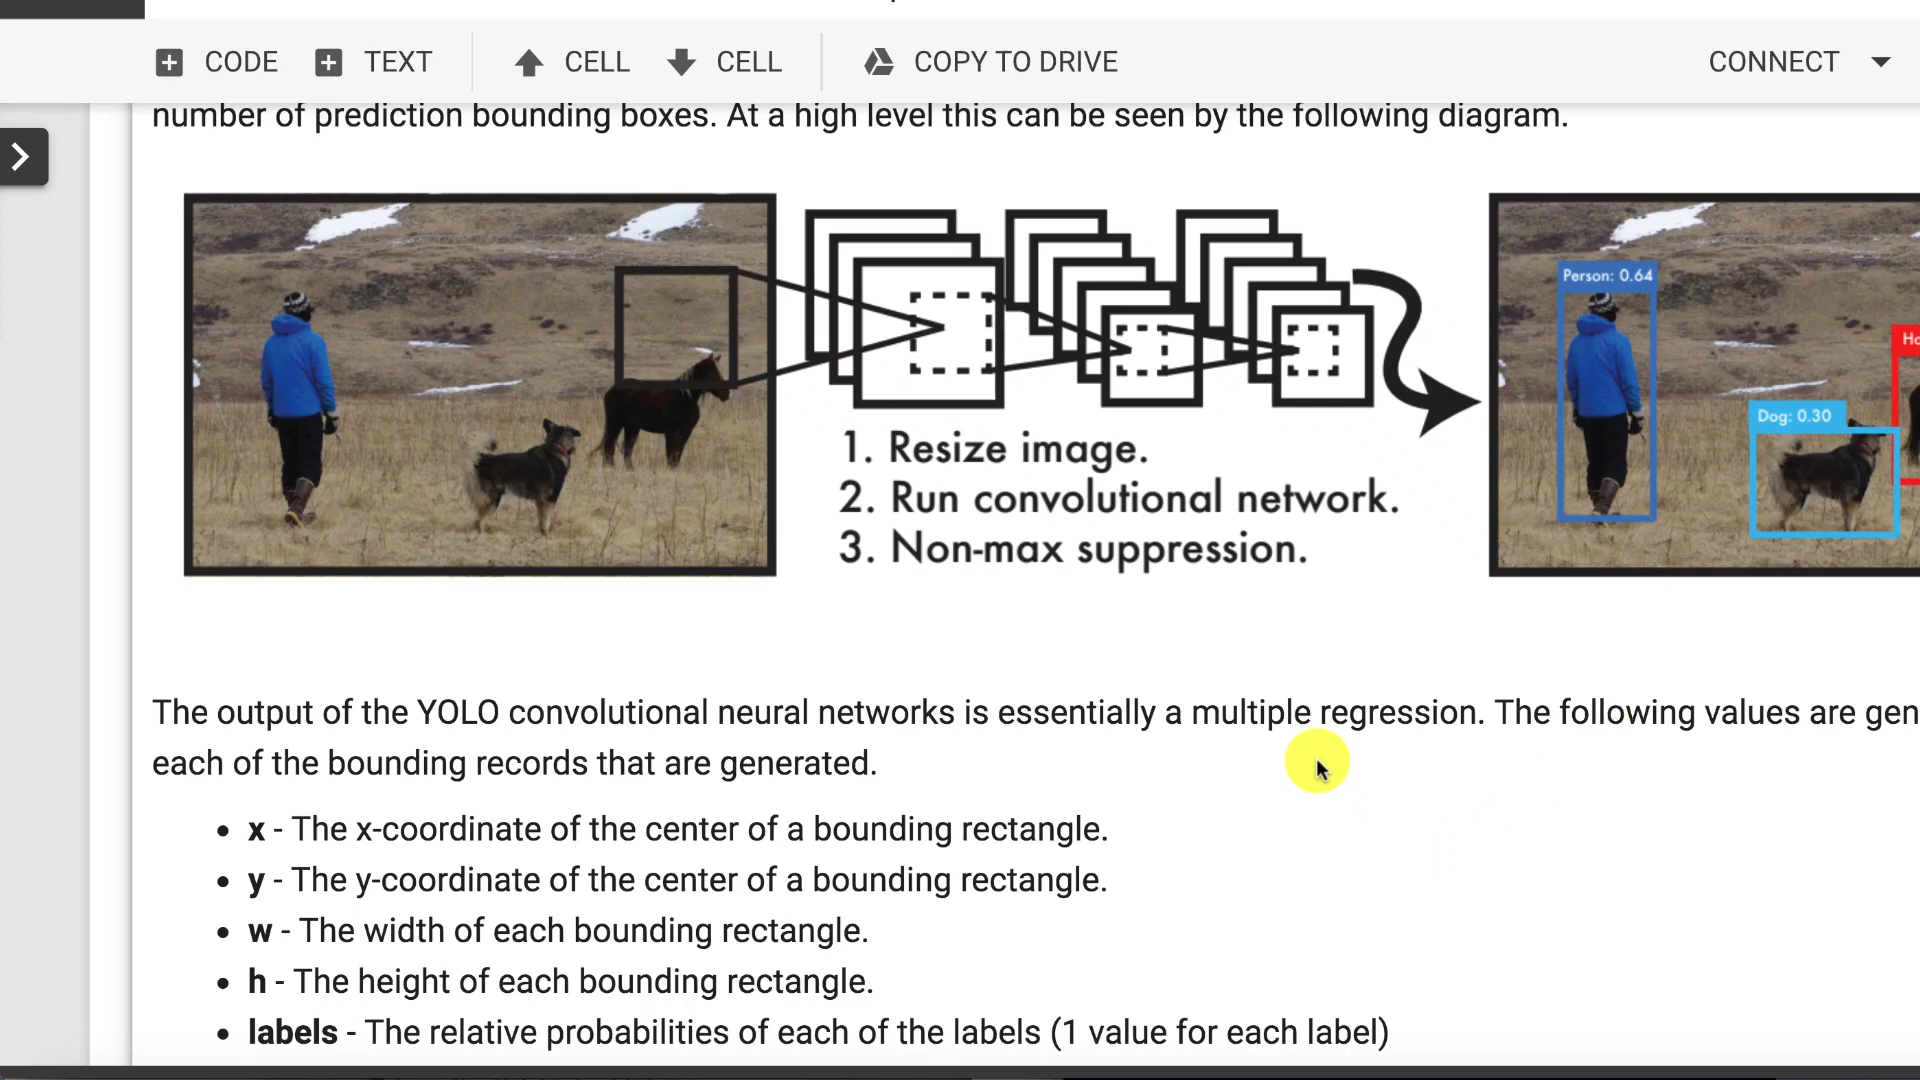 CODE TEXT CELL CELL COPY TO DRIVE CONNECT
number of prediction bounding boxes. At a high level this can be seen by the following diagram.
Person: 0.64
Dog: 0.30
1. Resize image.
2. Run convolutional network.
3. Non-max suppression.
The output of the YOLO convolutional neural networks is essentially a multiple regression. The following values are gen
each of the bounding records that are generated.
• x - The x-coordinate of the center of a bounding rectangle.
• y - The y-coordinate of the center of a bounding rectangle.
• w - The width of each bounding rectangle.
• h - The height of each bounding rectangle.
• labels - The relative probabilities of each of the labels (1 value for each label)